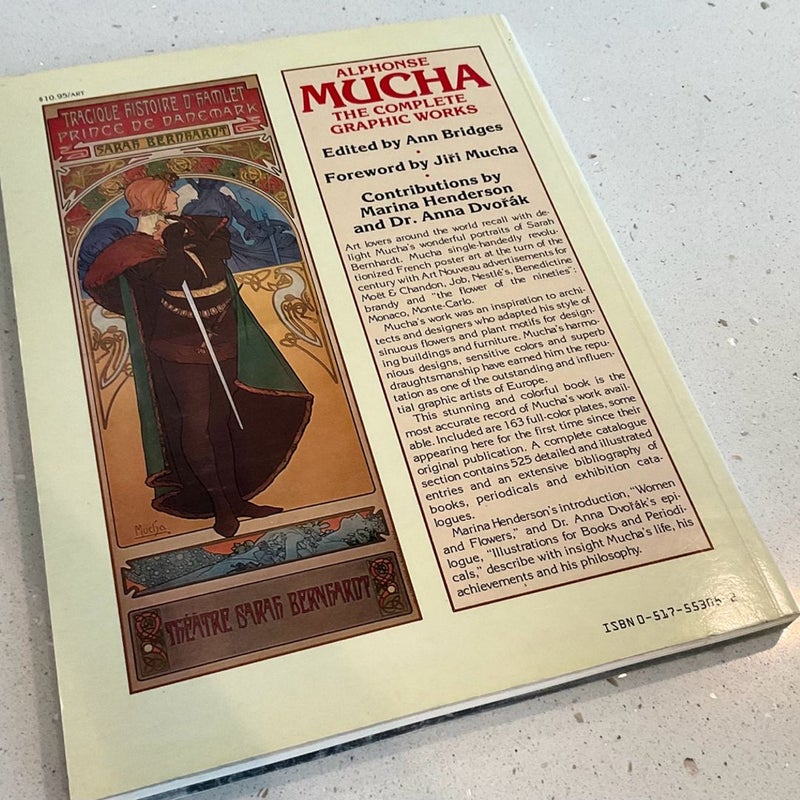 $10.95/ART
TRAGIQUE HISTOIRE D'HAMLET
PRINCE DE DANEMARK
SARAH BERNHARDT
Mucha
THÉATRE SARAH BERNHARDT
ALPHONSE
MUCHA
THE COMPLETE
GRAPHIC WORKS
Edited by Ann Bridges
•
Foreword by Jiří Mucha
•
Contributions by
Marina Henderson
and Dr. Anna Dvořák
Art lovers around the world recall with de-
light Mucha's wonderful portraits of Sarah
Bernhardt. Mucha single-handedly revolu-
tionized French poster art at the turn of the
century with Art Nouveau advertisements for
Moët & Chandon, Job, Nestlé's, Benedictine
brandy and "the flower of the nineties";
Monaco, Monte-Carlo.
Mucha's work was an inspiration to archi-
tects and designers who adapted his style of
sinuous flowers and plant motifs for design-
ing buildings and furniture. Mucha's harmo-
nious designs, sensitive colors and superb
draughtsmanship have earned him the repu-
tation as one of the outstanding and influen-
tial graphic artists of Europe.
This stunning and colorful book is the
most accurate record of Mucha's work avail-
able. Included are 163 full-color plates, some
appearing here for the first time since their
original publication. A complete catalogue
section contains 525 detailed and illustrated
entries and an extensive bibliography of
books, periodicals and exhibition cata-
logues.
Marina Henderson's introduction, "Women
and Flowers," and Dr. Anna Dvořák's epi-
logue, "Illustrations for Books and Periodi-
cals," describe with insight Mucha's life, his
achievements and his philosophy.
ISBN 0-517-5530